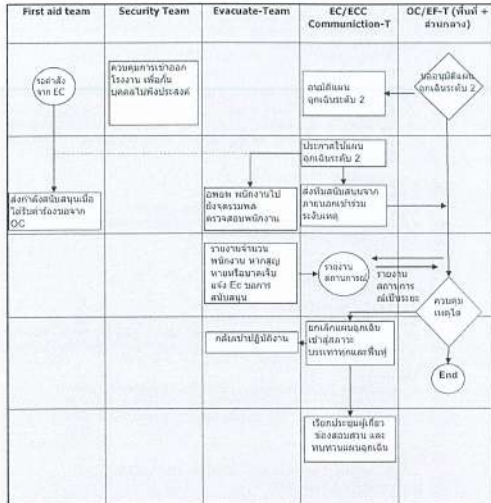 First aid team
Security Team
Evacuate-Team
EC/ECC
Communiction-T
OC/EF-T (พื้นที่ +
ส่วนกลาง)
รอคำสั่ง
จาก EC
ควบคุมการเข้าออก
โรงงาน เพื่อกัน
บุคคลไม่พึงประสงค์
อนุมัติแผน
ฉุกเฉินระดับ 2
ขออนุมัติแผน
ฉุกเฉินระดับ 2
ประกาศใช้แผน
ฉุกเฉินระดับ 2
ส่งกำลังสนับสนุนเมื่อ
ได้รับคำร้องขอจาก
OC
อพยพ พนักงานไป
ยังจุดรวมพล
ตรวจสอบพนักงาน
ส่งทีมสนับสนุนจาก
ภายนอกเข้าร่วม
ระงับเหตุ
รายงานจำนวน
พนักงาน หากสูญ
หายหรือบาดเจ็บ
แจ้ง Ec ขอการ
สนับสนุน
รายงาน
สถานการณ์
รายงาน
สถานการ
ณ์เป็นระยะ
ควบคุม
เหตุได้
กลับเข้าปฏิบัติงาน
ยกเลิกแผนฉุกเฉิน
เข้าสู่สภาวะ
บรรเทาทุกและฟื้นฟู
End
เรียกประชุมผู้เกี่ยว
ข้องสอบสวน และ
ทบทวนแผนฉุกเฉิน